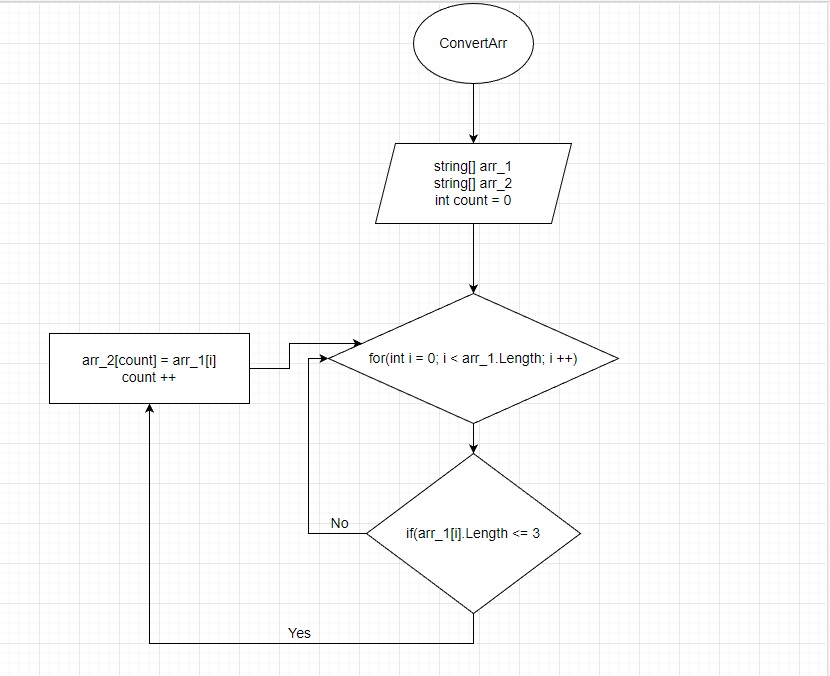 ConvertArr
string[] arr_1
string[] arr_2
int count = 0
for(int i = 0; i < arr_1.Length; i ++)
arr_2[count] = arr_1[i]
count ++
if(arr_1[i].Length <= 3
No
Yes